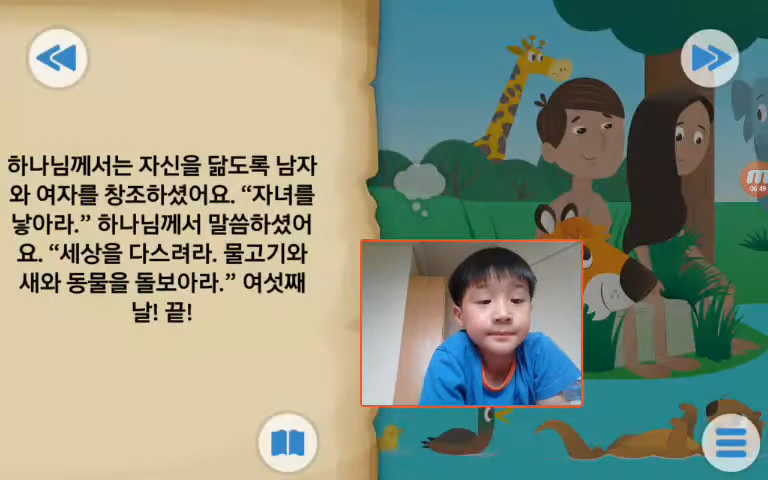 하나님께서는 자신을 닮도록 남자
와 여자를 창조하셨어요. “자녀를
낳아라.” 하나님께서 말씀하셨어
요. “세상을 다스려라. 물고기와
새와 동물을 돌보아라.” 여섯째
날! 끝!
06:49